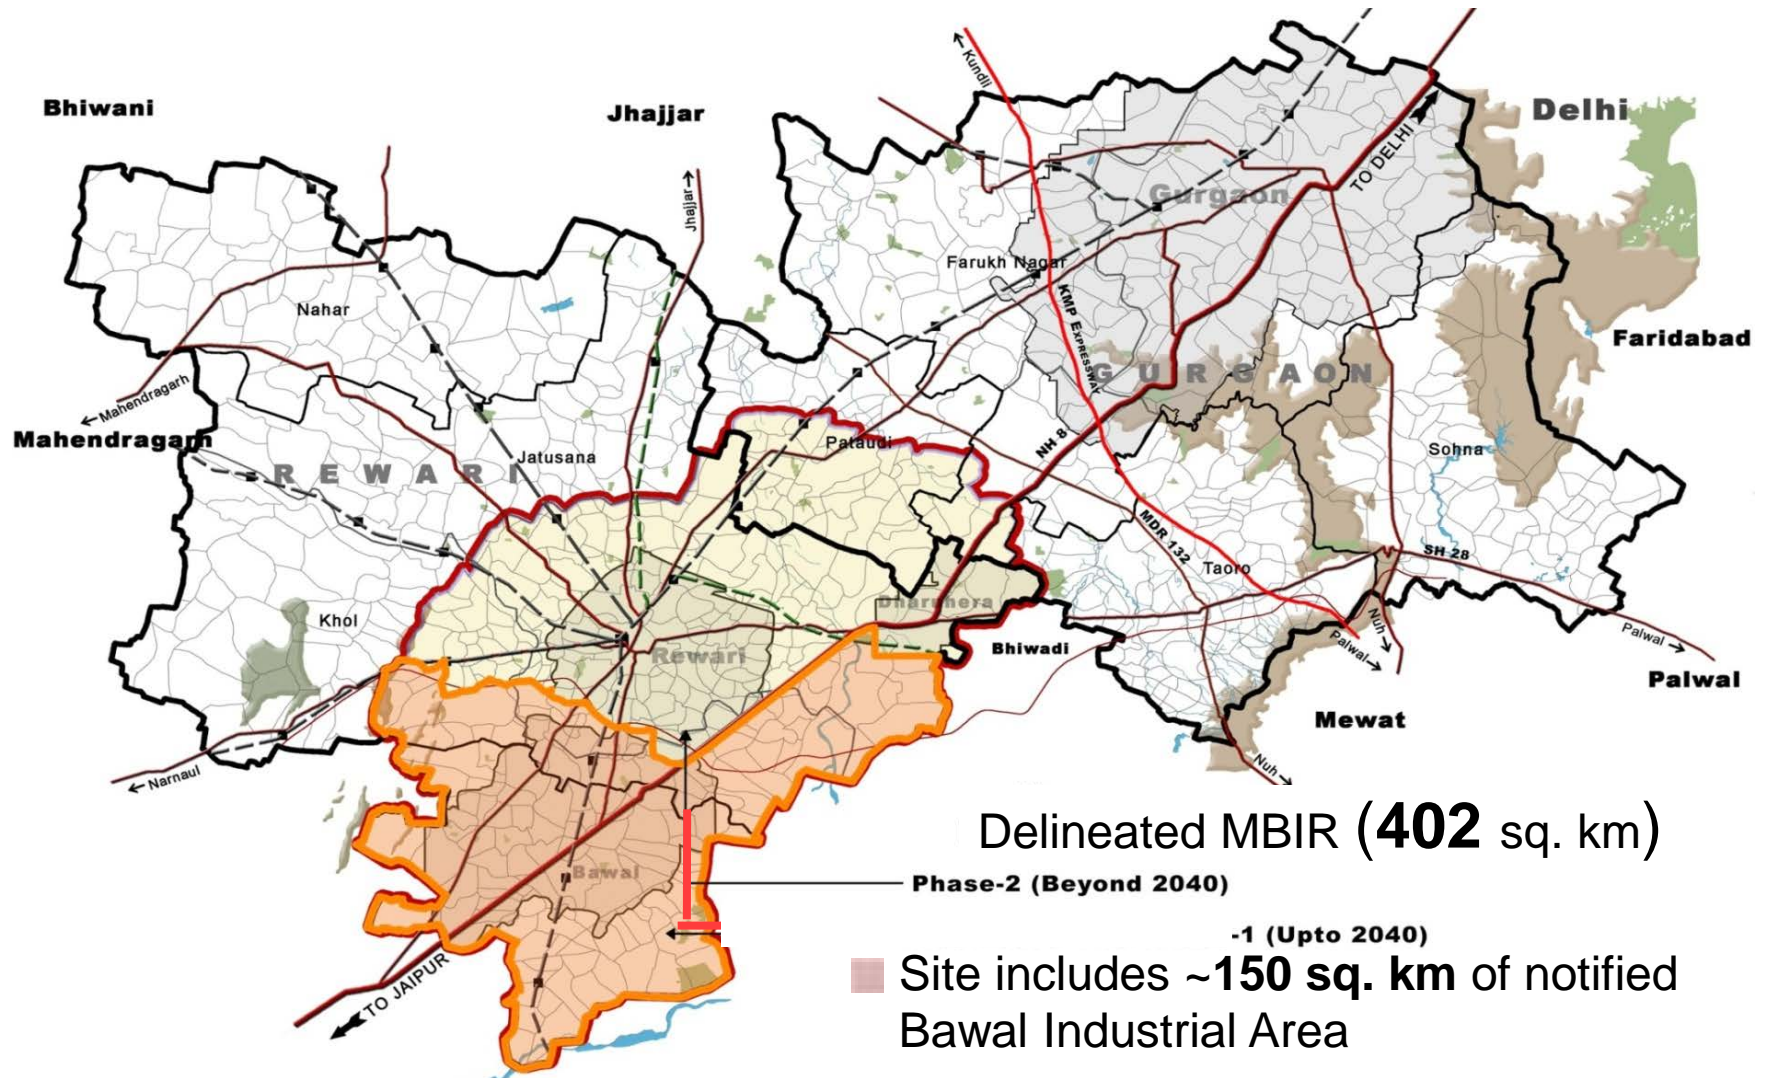 Kundli
Bhiwani
Jhajjar
Delhi
TO DELHI
Gurgaon
Jhajjar
Farukh Nagar
Nahar
KMP Expressway
Faridabad
GURGAON
Mahendragarh
Mahendragarh
Pataudi
NH 8
Sohna
Jatusana
REWARI
MDR 132
SH 28
Taoro
Dharuhera
Khol
Nuh
Palwal
Palwal
Bhiwadi
Rewari
Palwal
Mewat
Narnaul
Nuh
Delineated MBIR (402 sq. km)
Bawal
Phase-2 (Beyond 2040)
-1 (Upto 2040)
TO JAIPUR
Site includes ~150 sq. km of notified
Bawal Industrial Area